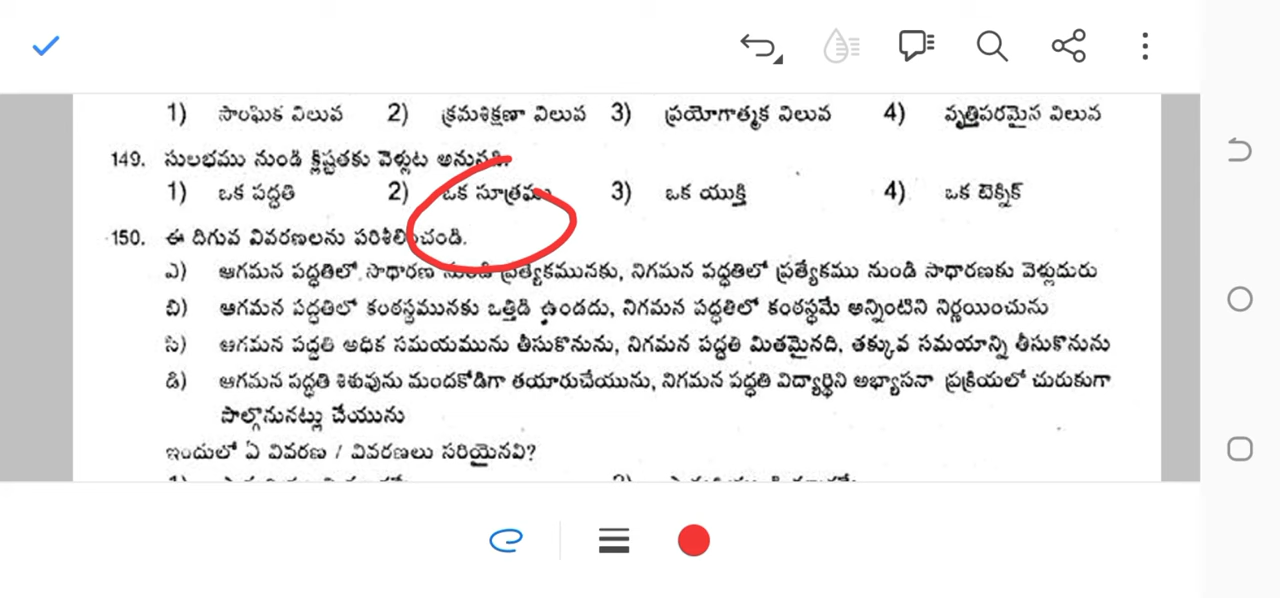 1) సాంఘిక విలువ 2) క్రమశిక్షణా విలువ 3) ప్రయోగాత్మక విలువ 4) వృత్తిపరమైన విలువ
149. సులభము నుండి క్లిష్టతకు వెళ్లుట అనునది.
1) ఒక పద్ధతి 2) ఒక సూత్రము 3) ఒక యుక్తి 4) ఒక టెక్నిక్
150. ఈ దిగువ వివరణలను పరిశీలించండి.
ఎ) ఆగమన పద్ధతిలో సాధారణ నుండి ప్రత్యేకమునకు, నిగమన పద్ధతిలో ప్రత్యేకము నుండి సాధారణకు వెళ్లుదురు
బి) ఆగమన పద్ధతిలో కంఠస్థమునకు ఒత్తిడి ఉండదు, నిగమన పద్ధతిలో కంఠస్థమే అన్నింటిని నిర్ణయించును
సి) ఆగమన పద్ధతి అధిక సమయమును తీసుకొనును, నిగమన పద్ధతి మితమైనది, తక్కువ సమయాన్ని తీసుకొనును
డి) ఆగమన పద్ధతి శిశువును మందకోడిగా తయారుచేయును, నిగమన పద్ధతి విద్యార్థిని అభ్యాసనా ప్రక్రియలో చురుకుగా
పాల్గొనునట్లు చేయును
ఇందులో ఏ వివరణ / వివరణలు సరియైనవి?